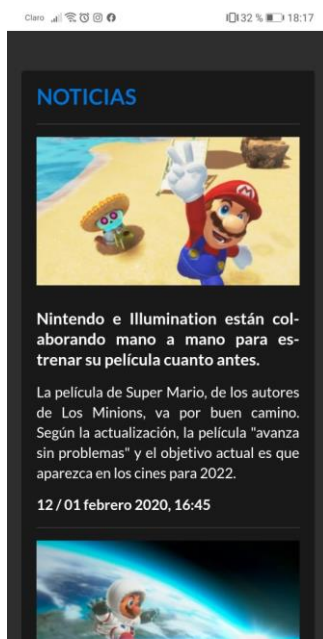 Claro
32 % 18:17
NOTICIAS
Nintendo e Illumination están col-
aborando mano a mano para es-
trenar su película cuanto antes.
La película de Super Mario, de los autores
de Los Minions, va por buen camino.
Según la actualización, la película "avanza
sin problemas" y el objetivo actual es que
aparezca en los cines para 2022.
12 / 01 febrero 2020, 16:45